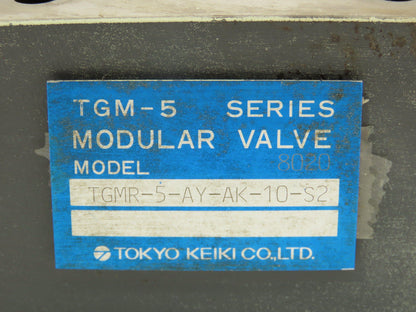 TGM-5 SERIES
MODULAR VALVE
MODEL 8020
TGMR-5-AY-AK-10-S2
TOKYO KEIKI CO.,LTD.